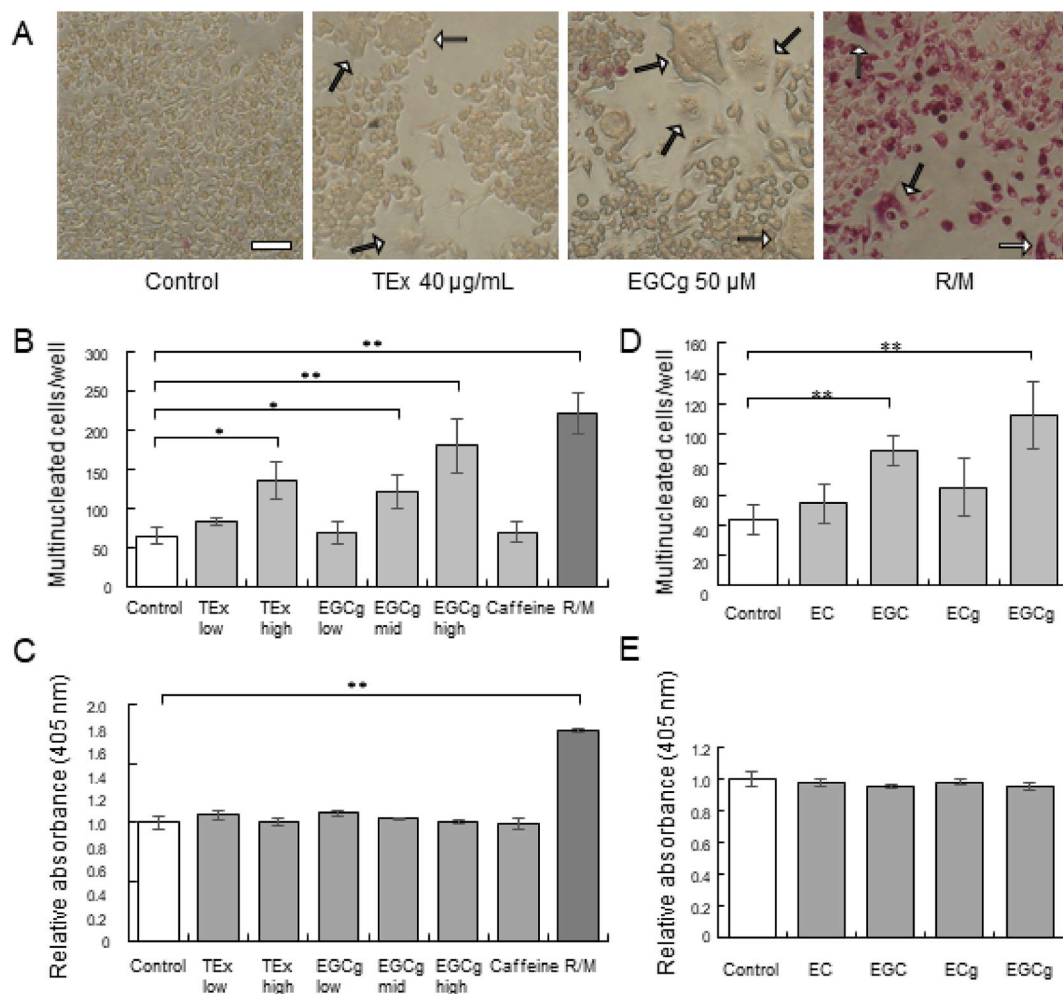 A
Control
TEx 40 µg/mL
EGCg 50 µM
R/M
B
Multinucleated cells/well
300
250
200
150
100
50
0
**
**
*
*
Control
TEx low
TEx high
EGCg low
EGCg mid
EGCg high
Caffeine
R/M
D
Multinucleated cells/well
160
140
120
100
80
60
40
20
0
**
**
Control
EC
EGC
ECg
EGCg
C
Relative absorbance (405 nm)
2.0
1.8
1.6
1.4
1.2
1.0
0.8
0.6
0.4
0.2
0
**
Control
TEx low
TEx high
EGCg low
EGCg mid
EGCg high
Caffeine
R/M
E
Relative absorbance (405 nm)
1.2
1.0
0.8
0.6
0.4
0.2
0
Control
EC
EGC
ECg
EGCg